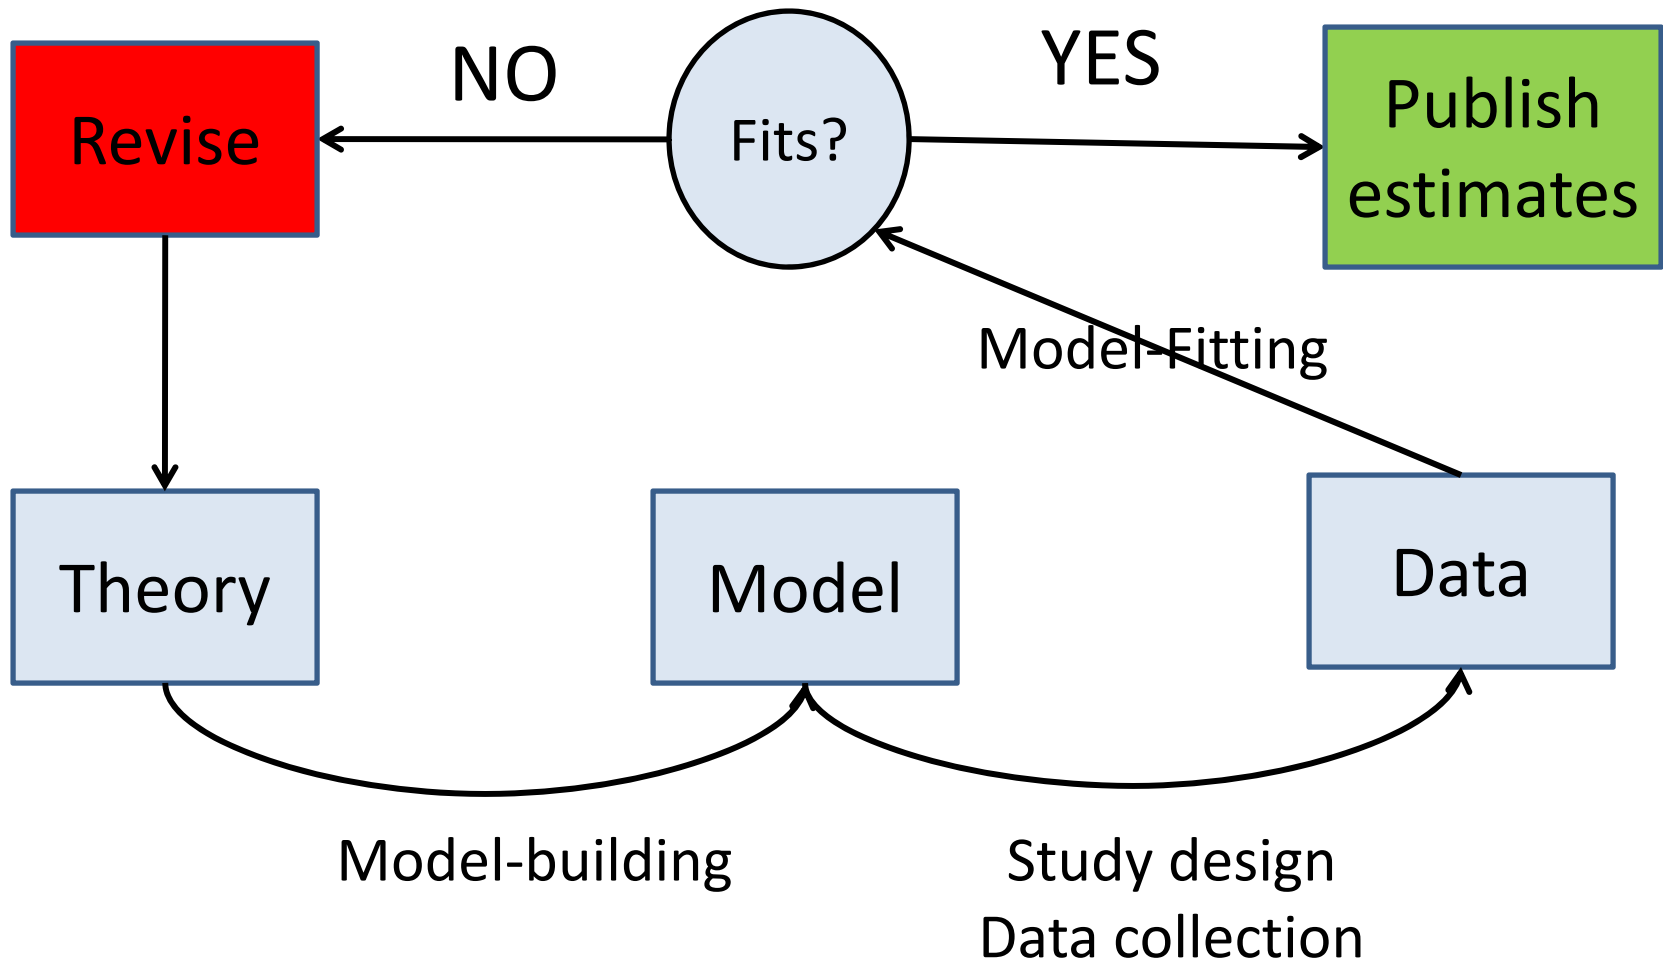 Revise
NO
Fits?
YES
Publish
estimates
Model-Fitting
Theory
Model
Data
Model-building
Study design
Data collection